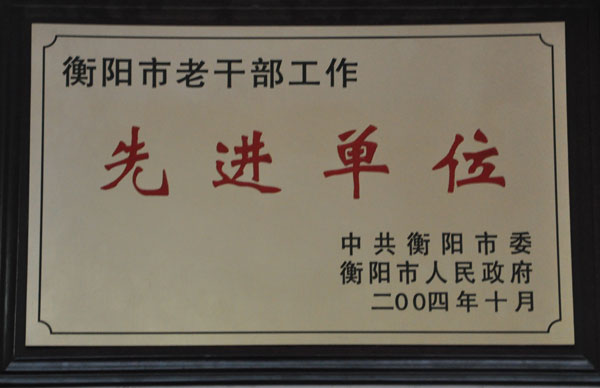 衡阳市老干部工作
先进单位
中共衡阳市委
衡阳市人民政府
二00四年十月